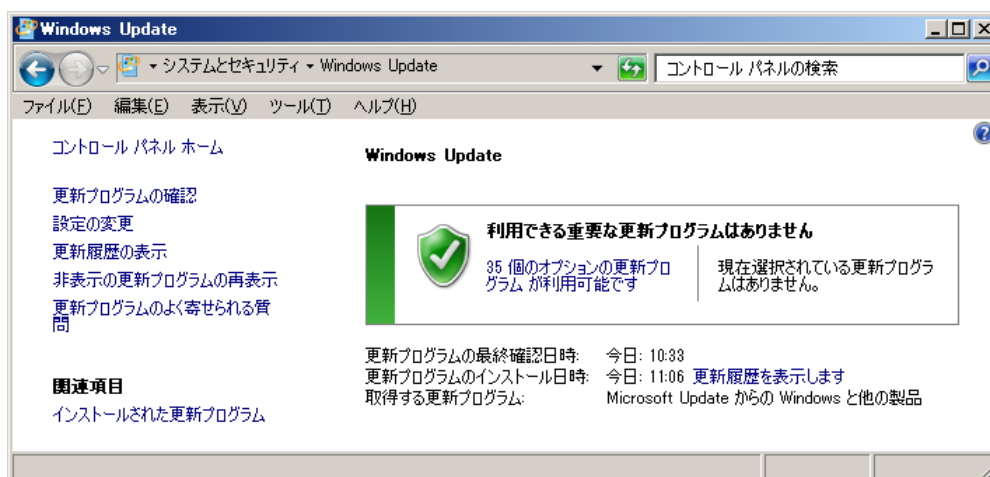 Windows Update
システムとセキュリティ ▾ Windows Update
コントロール パネルの検索
ファイル(F) 編集(E) 表示(V) ツール(T) ヘルプ(H)
コントロール パネル ホーム
更新プログラムの確認
設定の変更
更新履歴の表示
非表示の更新プログラムの再表示
更新プログラムのよく寄せられる質
問
関連項目
インストールされた更新プログラム
Windows Update
利用できる重要な更新プログラムはありません
35 個のオプションの更新プロ
グラム が利用可能です
現在選択されている更新プログラ
ムはありません。
更新プログラムの最終確認日時: 今日: 10:33
更新プログラムのインストール日時: 今日: 11:06 更新履歴を表示します
取得する更新プログラム: Microsoft Update からの Windows と他の製品